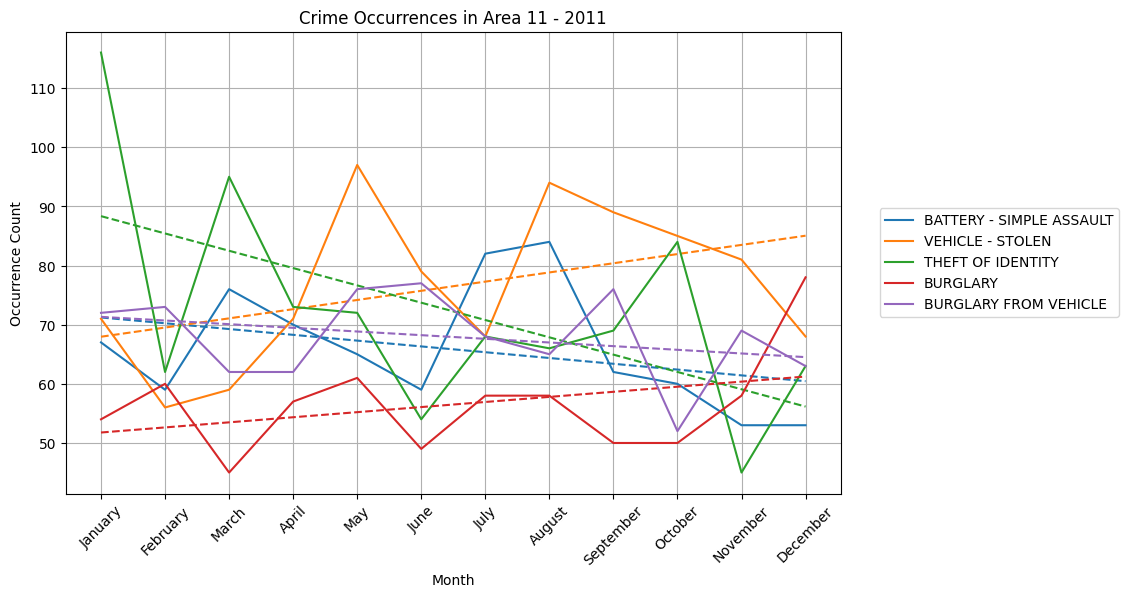 Crime Occurrences in Area 11 - 2011
Occurrence Count
110
100
90
80
70
60
50
January
February
March
April
May
June
July
August
September
October
November
December
Month
BATTERY - SIMPLE ASSAULT
VEHICLE - STOLEN
THEFT OF IDENTITY
BURGLARY
BURGLARY FROM VEHICLE